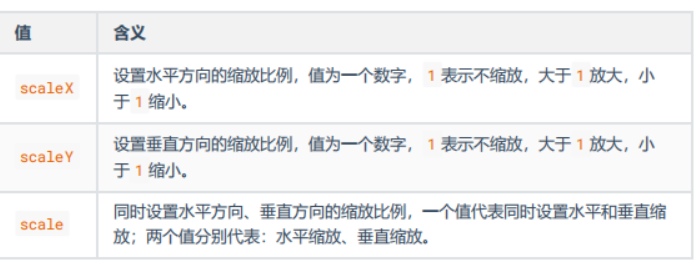 值 含义
scaleX 设置水平方向的缩放比例，值为一个数字， 1 表示不缩放，大于 1 放大，小
于 1 缩小。
scaleY 设置垂直方向的缩放比例，值为一个数字， 1 表示不缩放，大于 1 放大，小
于 1 缩小。
scale 同时设置水平方向、垂直方向的缩放比例，一个值代表同时设置水平和垂直缩
放；两个值分别代表：水平缩放、垂直缩放。